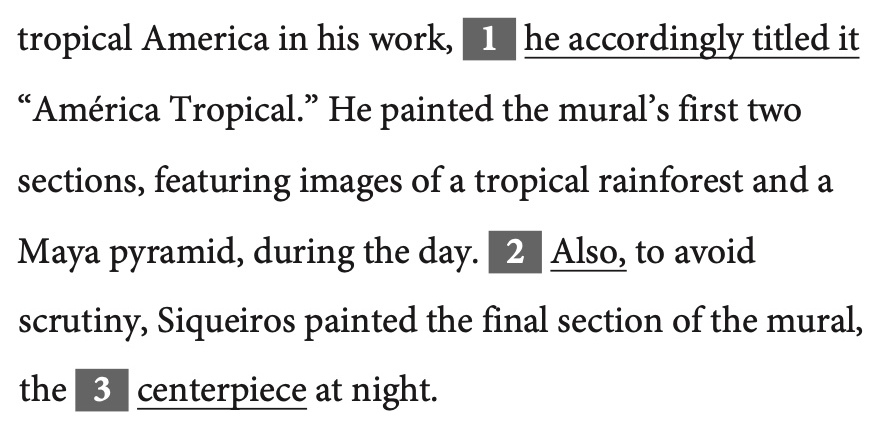 tropical America in his work, 1 he accordingly titled it
“América Tropical.” He painted the mural’s first two
sections, featuring images of a tropical rainforest and a
Maya pyramid, during the day. 2 Also, to avoid
scrutiny, Siqueiros painted the final section of the mural,
the 3 centerpiece at night.